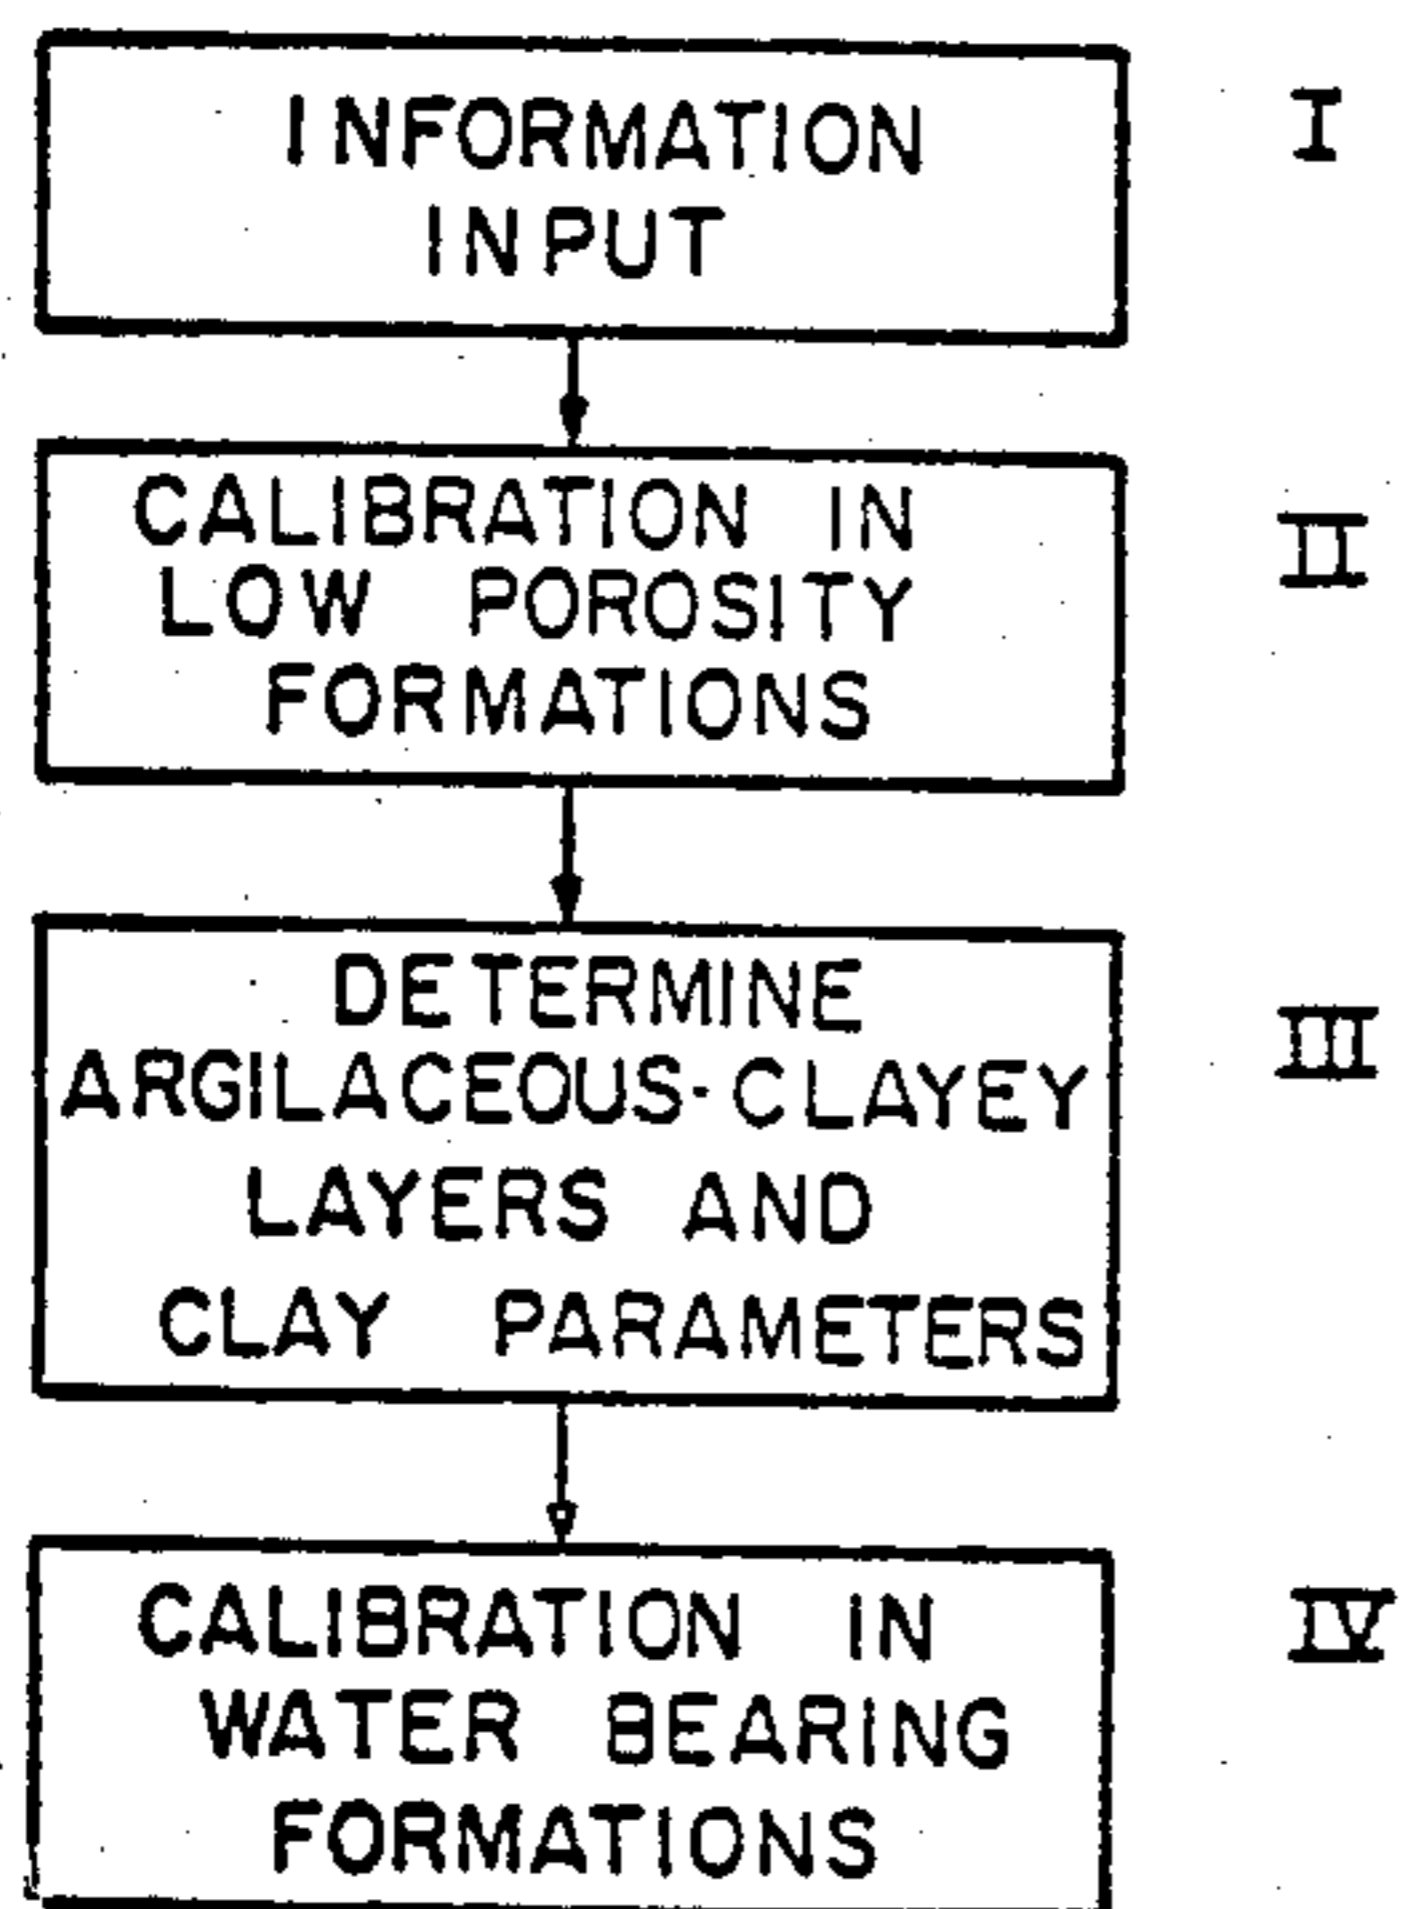 INFORMATION I
INPUT
CALIBRATION IN
LOW POROSITY II
FORMATIONS
DETERMINE
ARGILACEOUS-CLAYEY III
LAYERS AND
CLAY PARAMETERS
CALIBRATION IN IV
WATER BEARING
FORMATIONS